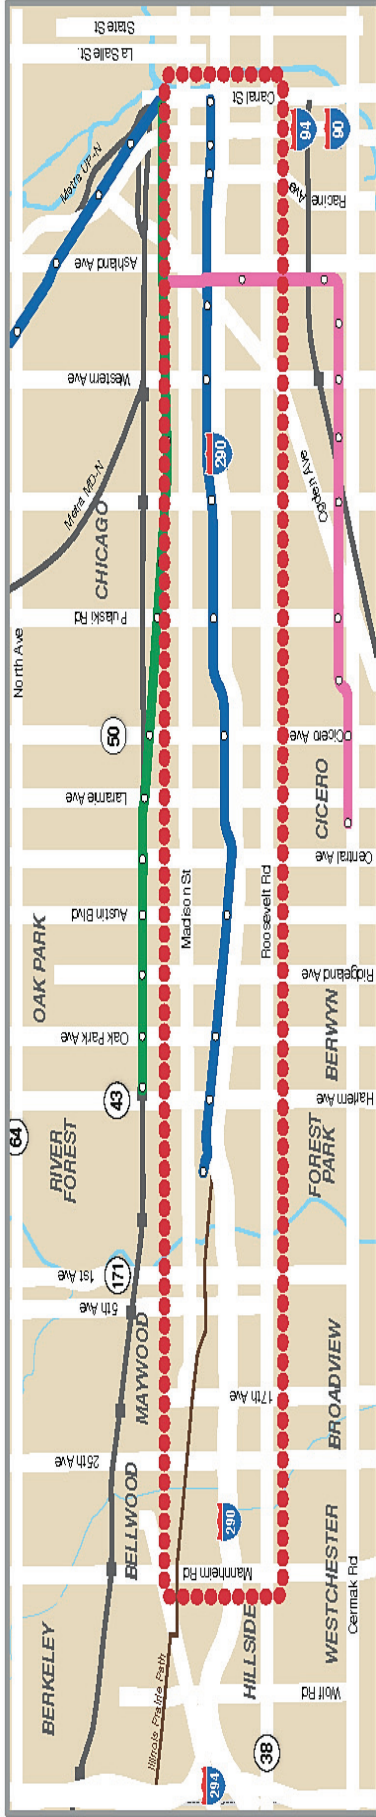 State St
La Salle St.
Canal St
Metra UP-N
94
90
Racine
Ave
Ashland Ave
Western Ave
Metra MD-N
CHICAGO
290
Ogden Ave
North Ave
Pulaski Rd
50
Cicero Ave
CICERO
Laramie Ave
Central Ave
Madison St
Roosevelt Rd
Austin Blvd
OAK PARK
Ridgeland Ave
Oak Park Ave
BERWYN
43
Harlem Ave
64
RIVER
FOREST
FOREST
PARK
1st Ave
171
5th Ave
MAYWOOD
17th Ave
BROADVIEW
25th Ave
BELLWOOD
290
Mannheim Rd
WESTCHESTER
Cermak Rd
BERKELEY
HILLSIDE
Illinois Prairie Path
Wolf Rd
38
294